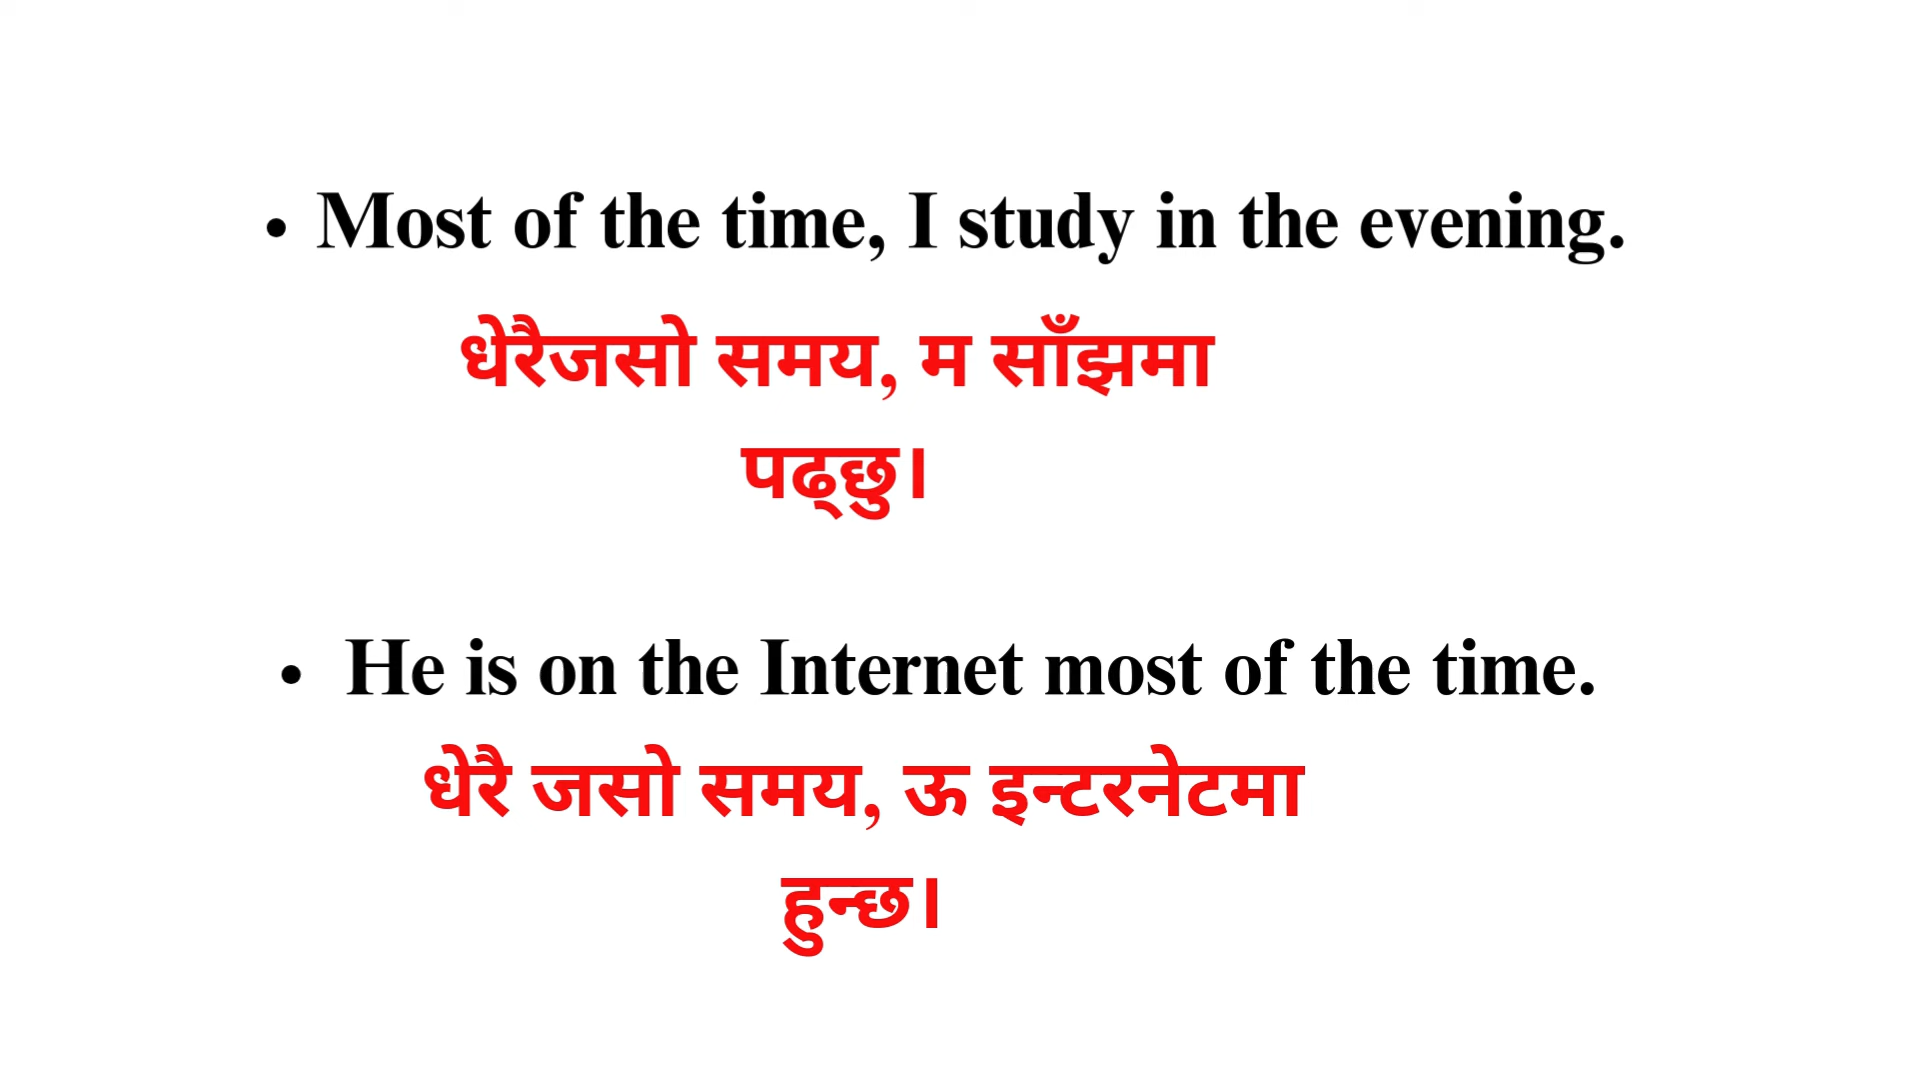 • Most of the time, I study in the evening.
धेरैजसो समय, म साँझमा
पढ्छु।
• He is on the Internet most of the time.
धेरै जसो समय, ऊ इन्टरनेटमा
हुन्छ।